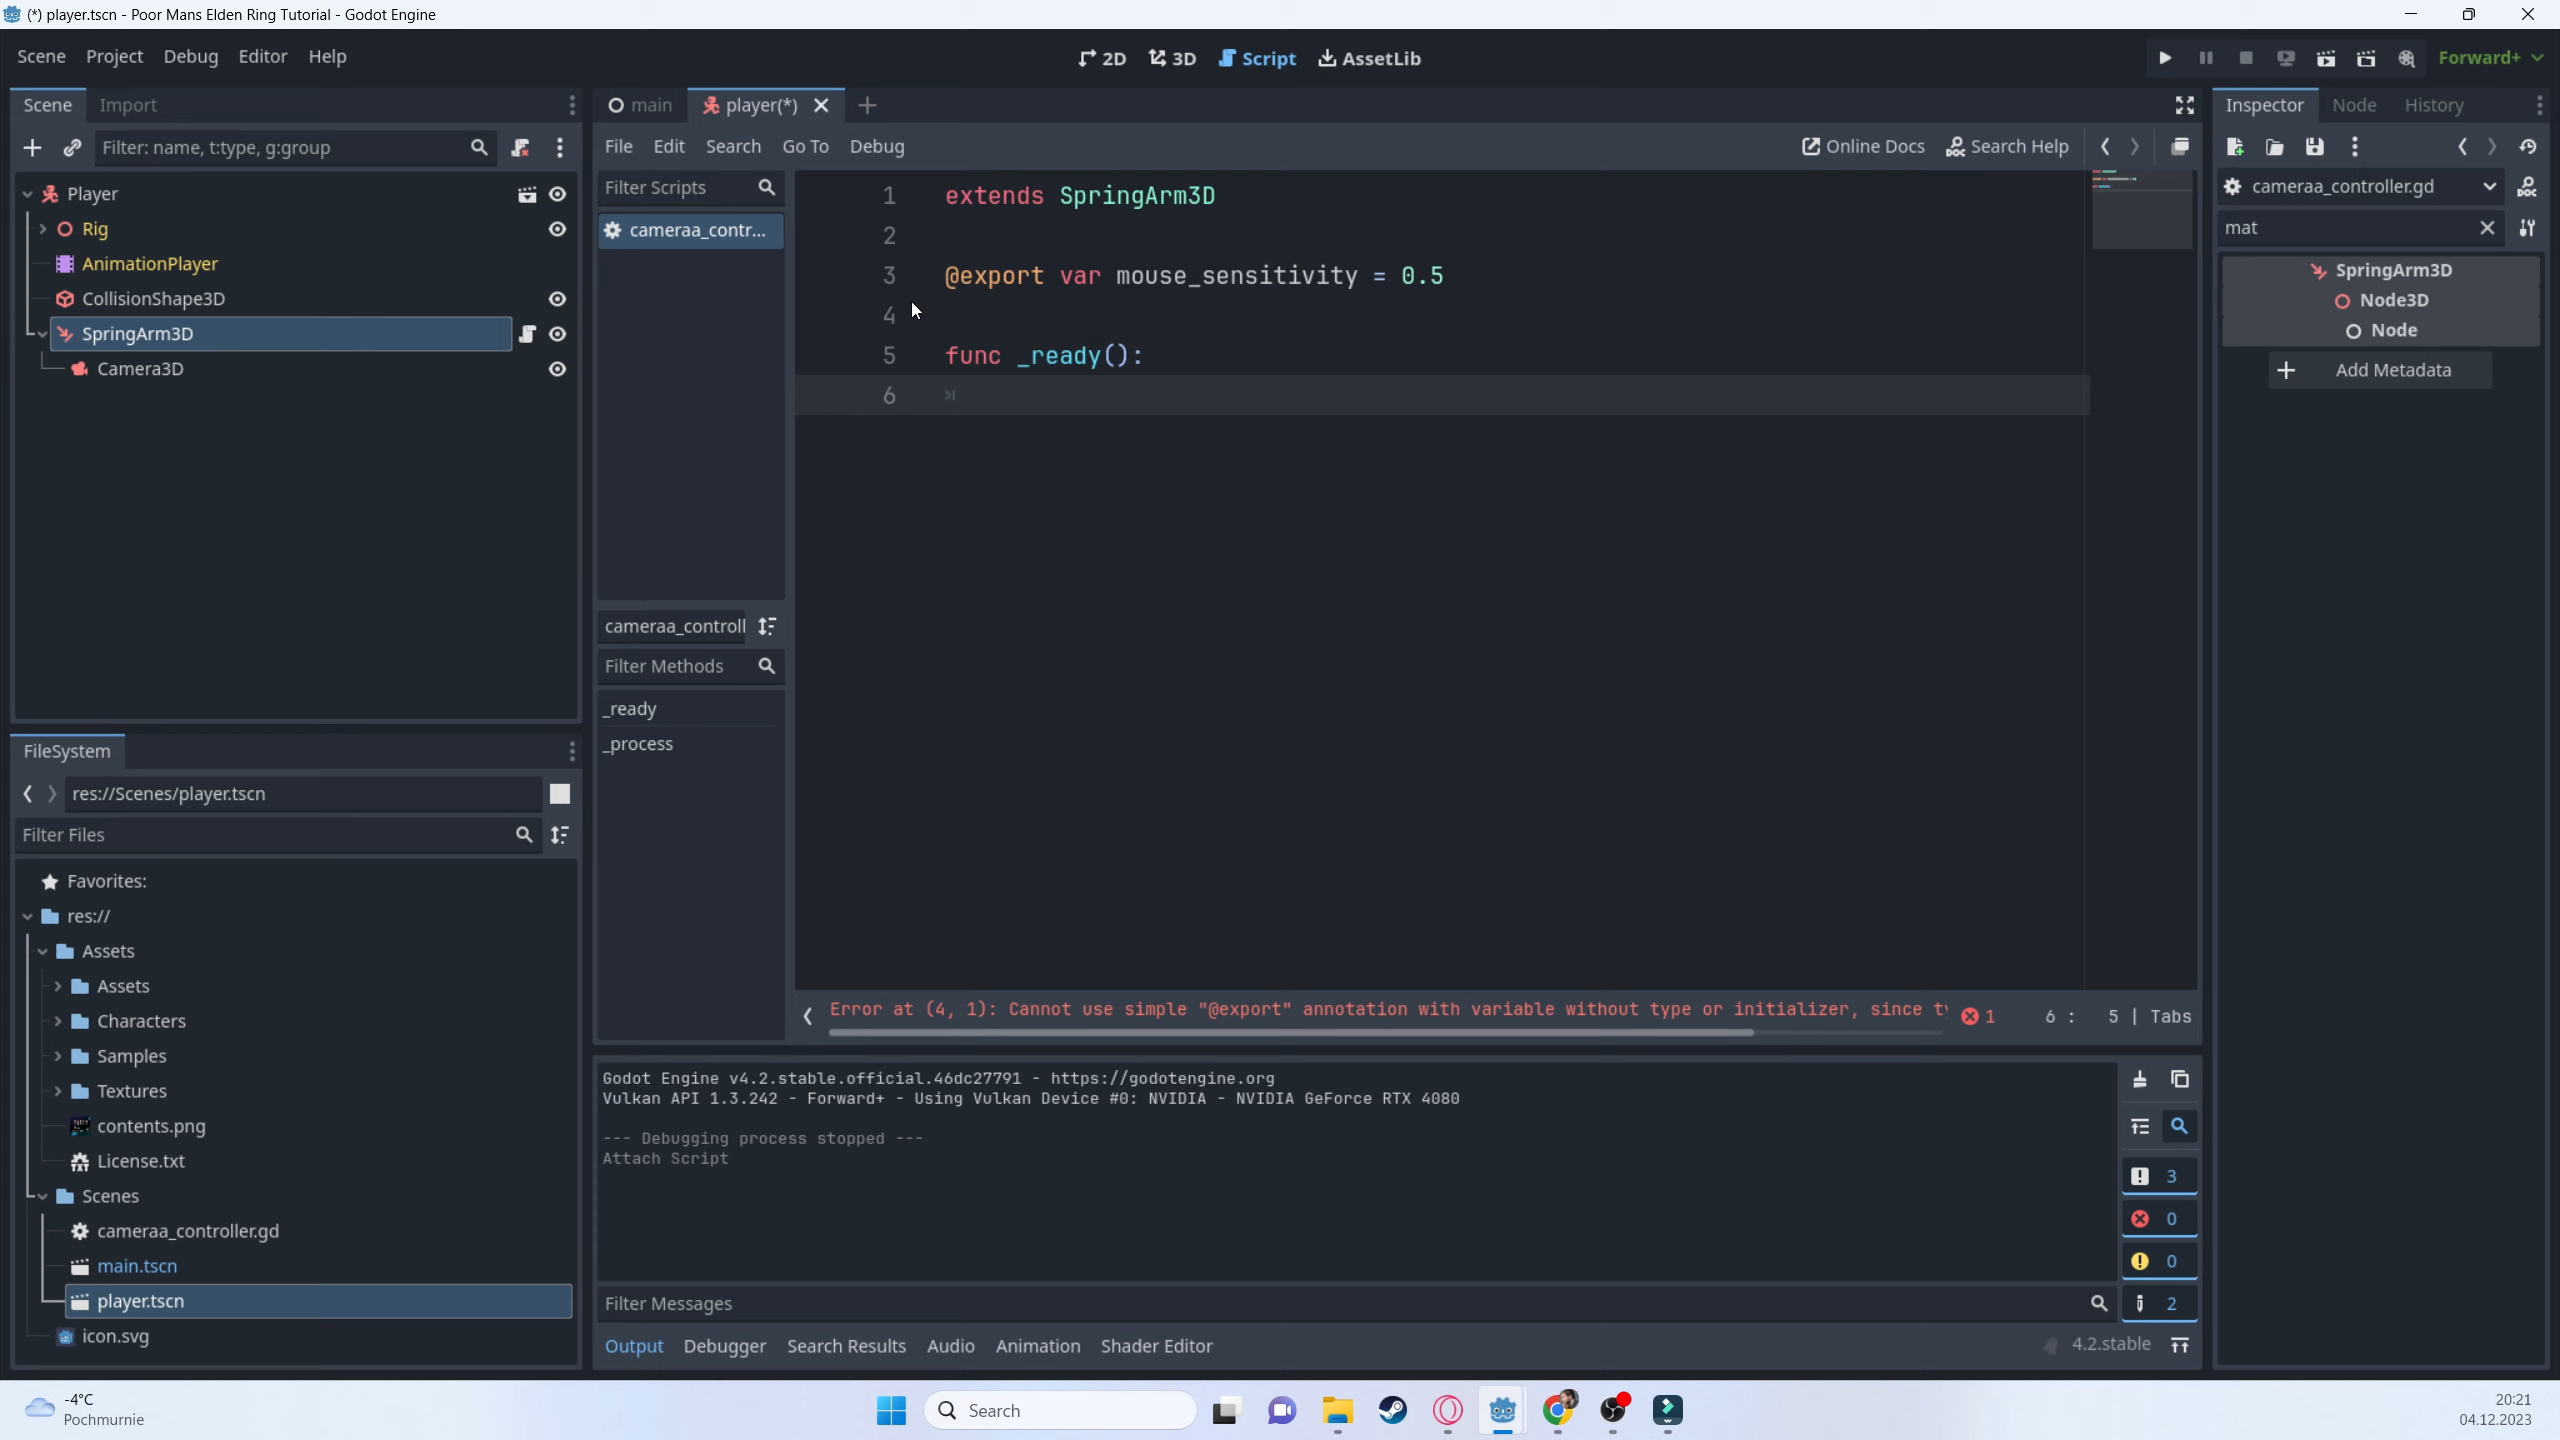 (*) player.tscn - Poor Mans Elden Ring Tutorial - Godot Engine
Scene Project Debug Editor Help
2D 3D Script AssetLib
Forward+
Scene Import
Filter: name, t:type, g:group
Player
Rig
AnimationPlayer
CollisionShape3D
SpringArm3D
Camera3D
FileSystem
res://Scenes/player.tscn
Filter Files
Favorites:
res://
Assets
Assets
Characters
Samples
Textures
contents.png
License.txt
Scenes
cameraa_controller.gd
main.tscn
player.tscn
icon.svg
main player(*)
File Edit Search Go To Debug
Online Docs Search Help
Filter Scripts
cameraa_contr...
cameraa_controll
Filter Methods
_ready
_process
1 extends SpringArm3D
2
3 @export var mouse_sensitivity = 0.5
4
5 func _ready():
6
Error at (4, 1): Cannot use simple "@export" annotation with variable without type or initializer, since ty
1 6 : 5 | Tabs
Godot Engine v4.2.stable.official.46dc27791 - https://godotengine.org
Vulkan API 1.3.242 - Forward+ - Using Vulkan Device #0: NVIDIA - NVIDIA GeForce RTX 4080
--- Debugging process stopped ---
Attach Script
3
0
0
2
Filter Messages
Output Debugger Search Results Audio Animation Shader Editor
4.2.stable
Inspector Node History
cameraa_controller.gd
mat
SpringArm3D
Node3D
Node
Add Metadata
-4°C
Pochmurnie
Search
20:21
04.12.2023